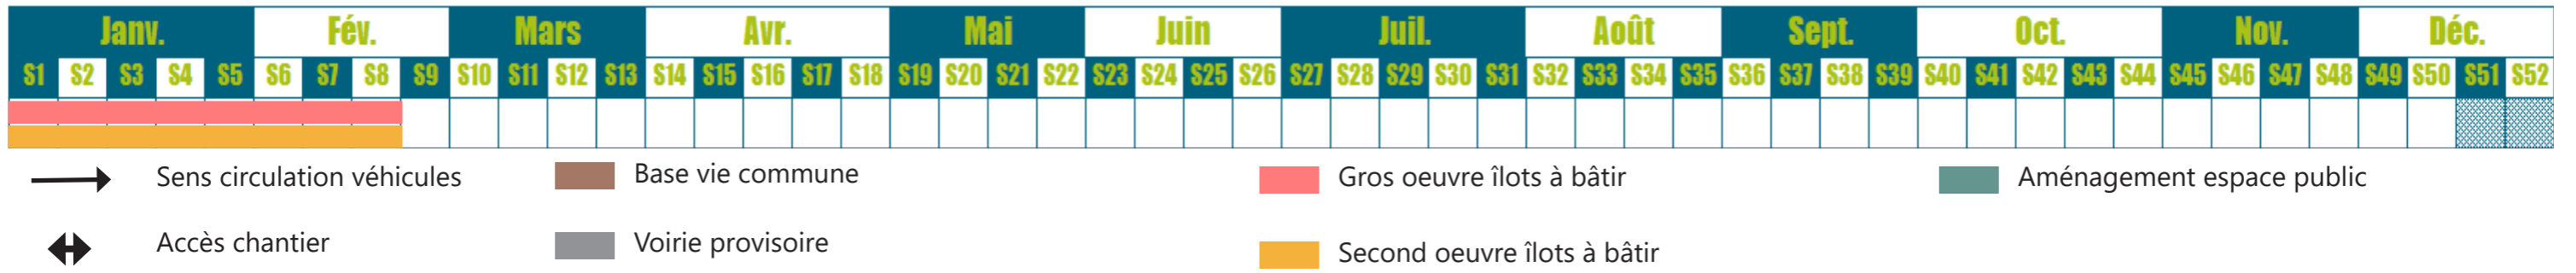 Janv. Fév. Mars Avr. Mai Juin Juil. Août Sept. Oct. Nov. Déc.
S1 S2 S3 S4 S5 S6 S7 S8 S9 S10 S11 S12 S13 S14 S15 S16 S17 S18 S19 S20 S21 S22 S23 S24 S25 S26 S27 S28 S29 S30 S31 S32 S33 S34 S35 S36 S37 S38 S39 S40 S41 S42 S43 S44 S45 S46 S47 S48 S49 S50 S51 S52
Sens circulation véhicules Base vie commune Gros oeuvre îlots à bâtir Aménagement espace public
Accès chantier Voirie provisoire Second oeuvre îlots à bâtir